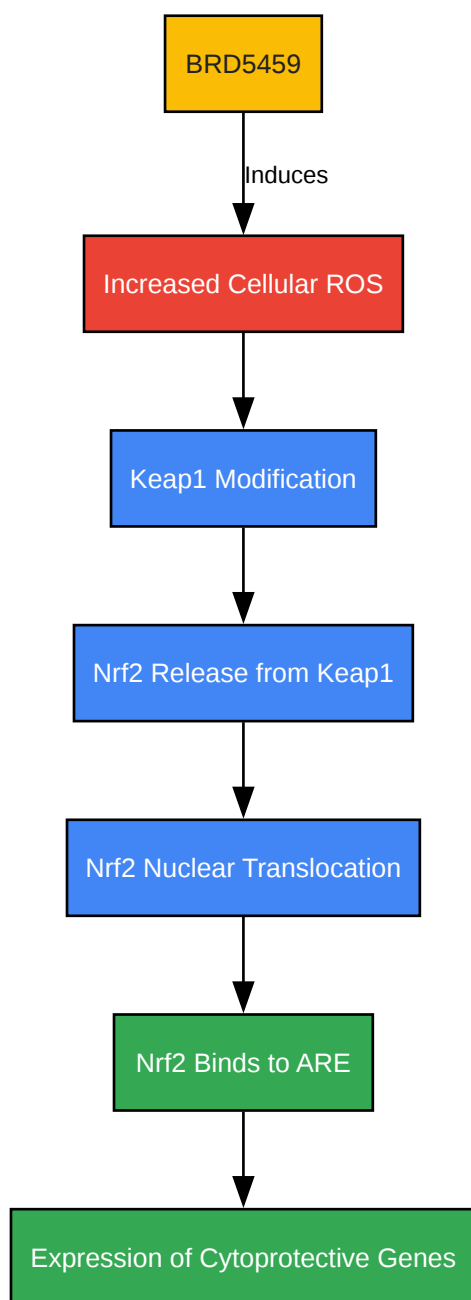 BRD5459
Induces
Increased Cellular ROS
Keap1 Modification
Nrf2 Release from Keap1
Nrf2 Nuclear Translocation
Nrf2 Binds to ARE
Expression of Cytoprotective Genes